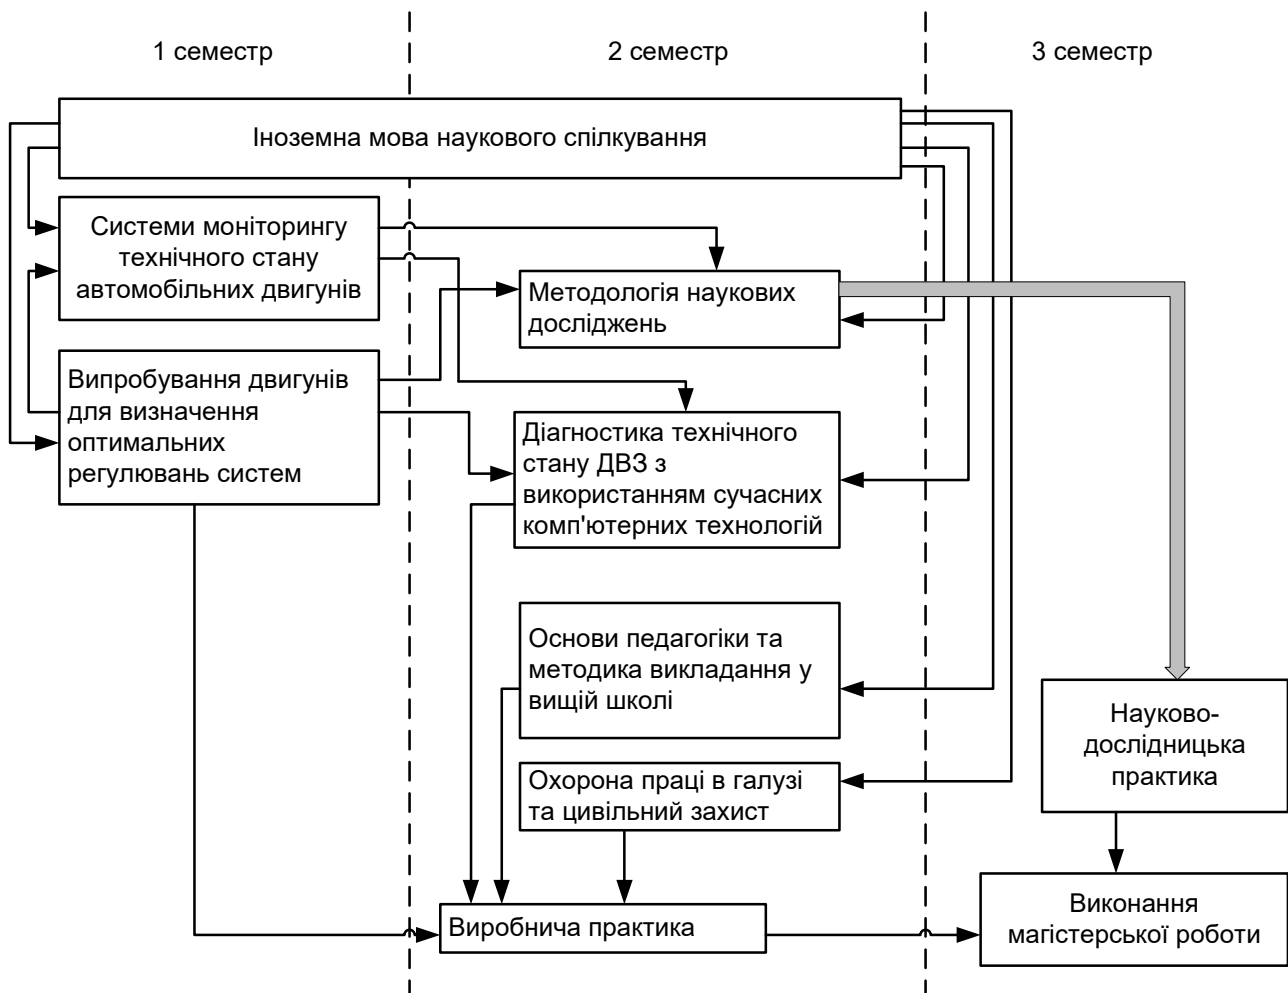 1 семестр
2 семестр
3 семестр
Іноземна мова наукового спілкування
Системи моніторингу
технічного стану
автомобільних двигунів
Методологія наукових
досліджень
Випробування двигунів
для визначення
оптимальних
регулювань систем
Діагностика технічного
стану ДВЗ з
використанням сучасних
комп'ютерних технологій
Основи педагогіки та
методика викладання у
вищій школі
Науково-
дослідницька
практика
Охорона праці в галузі
та цивільний захист
Виробнича практика
Виконання
магістерської роботи